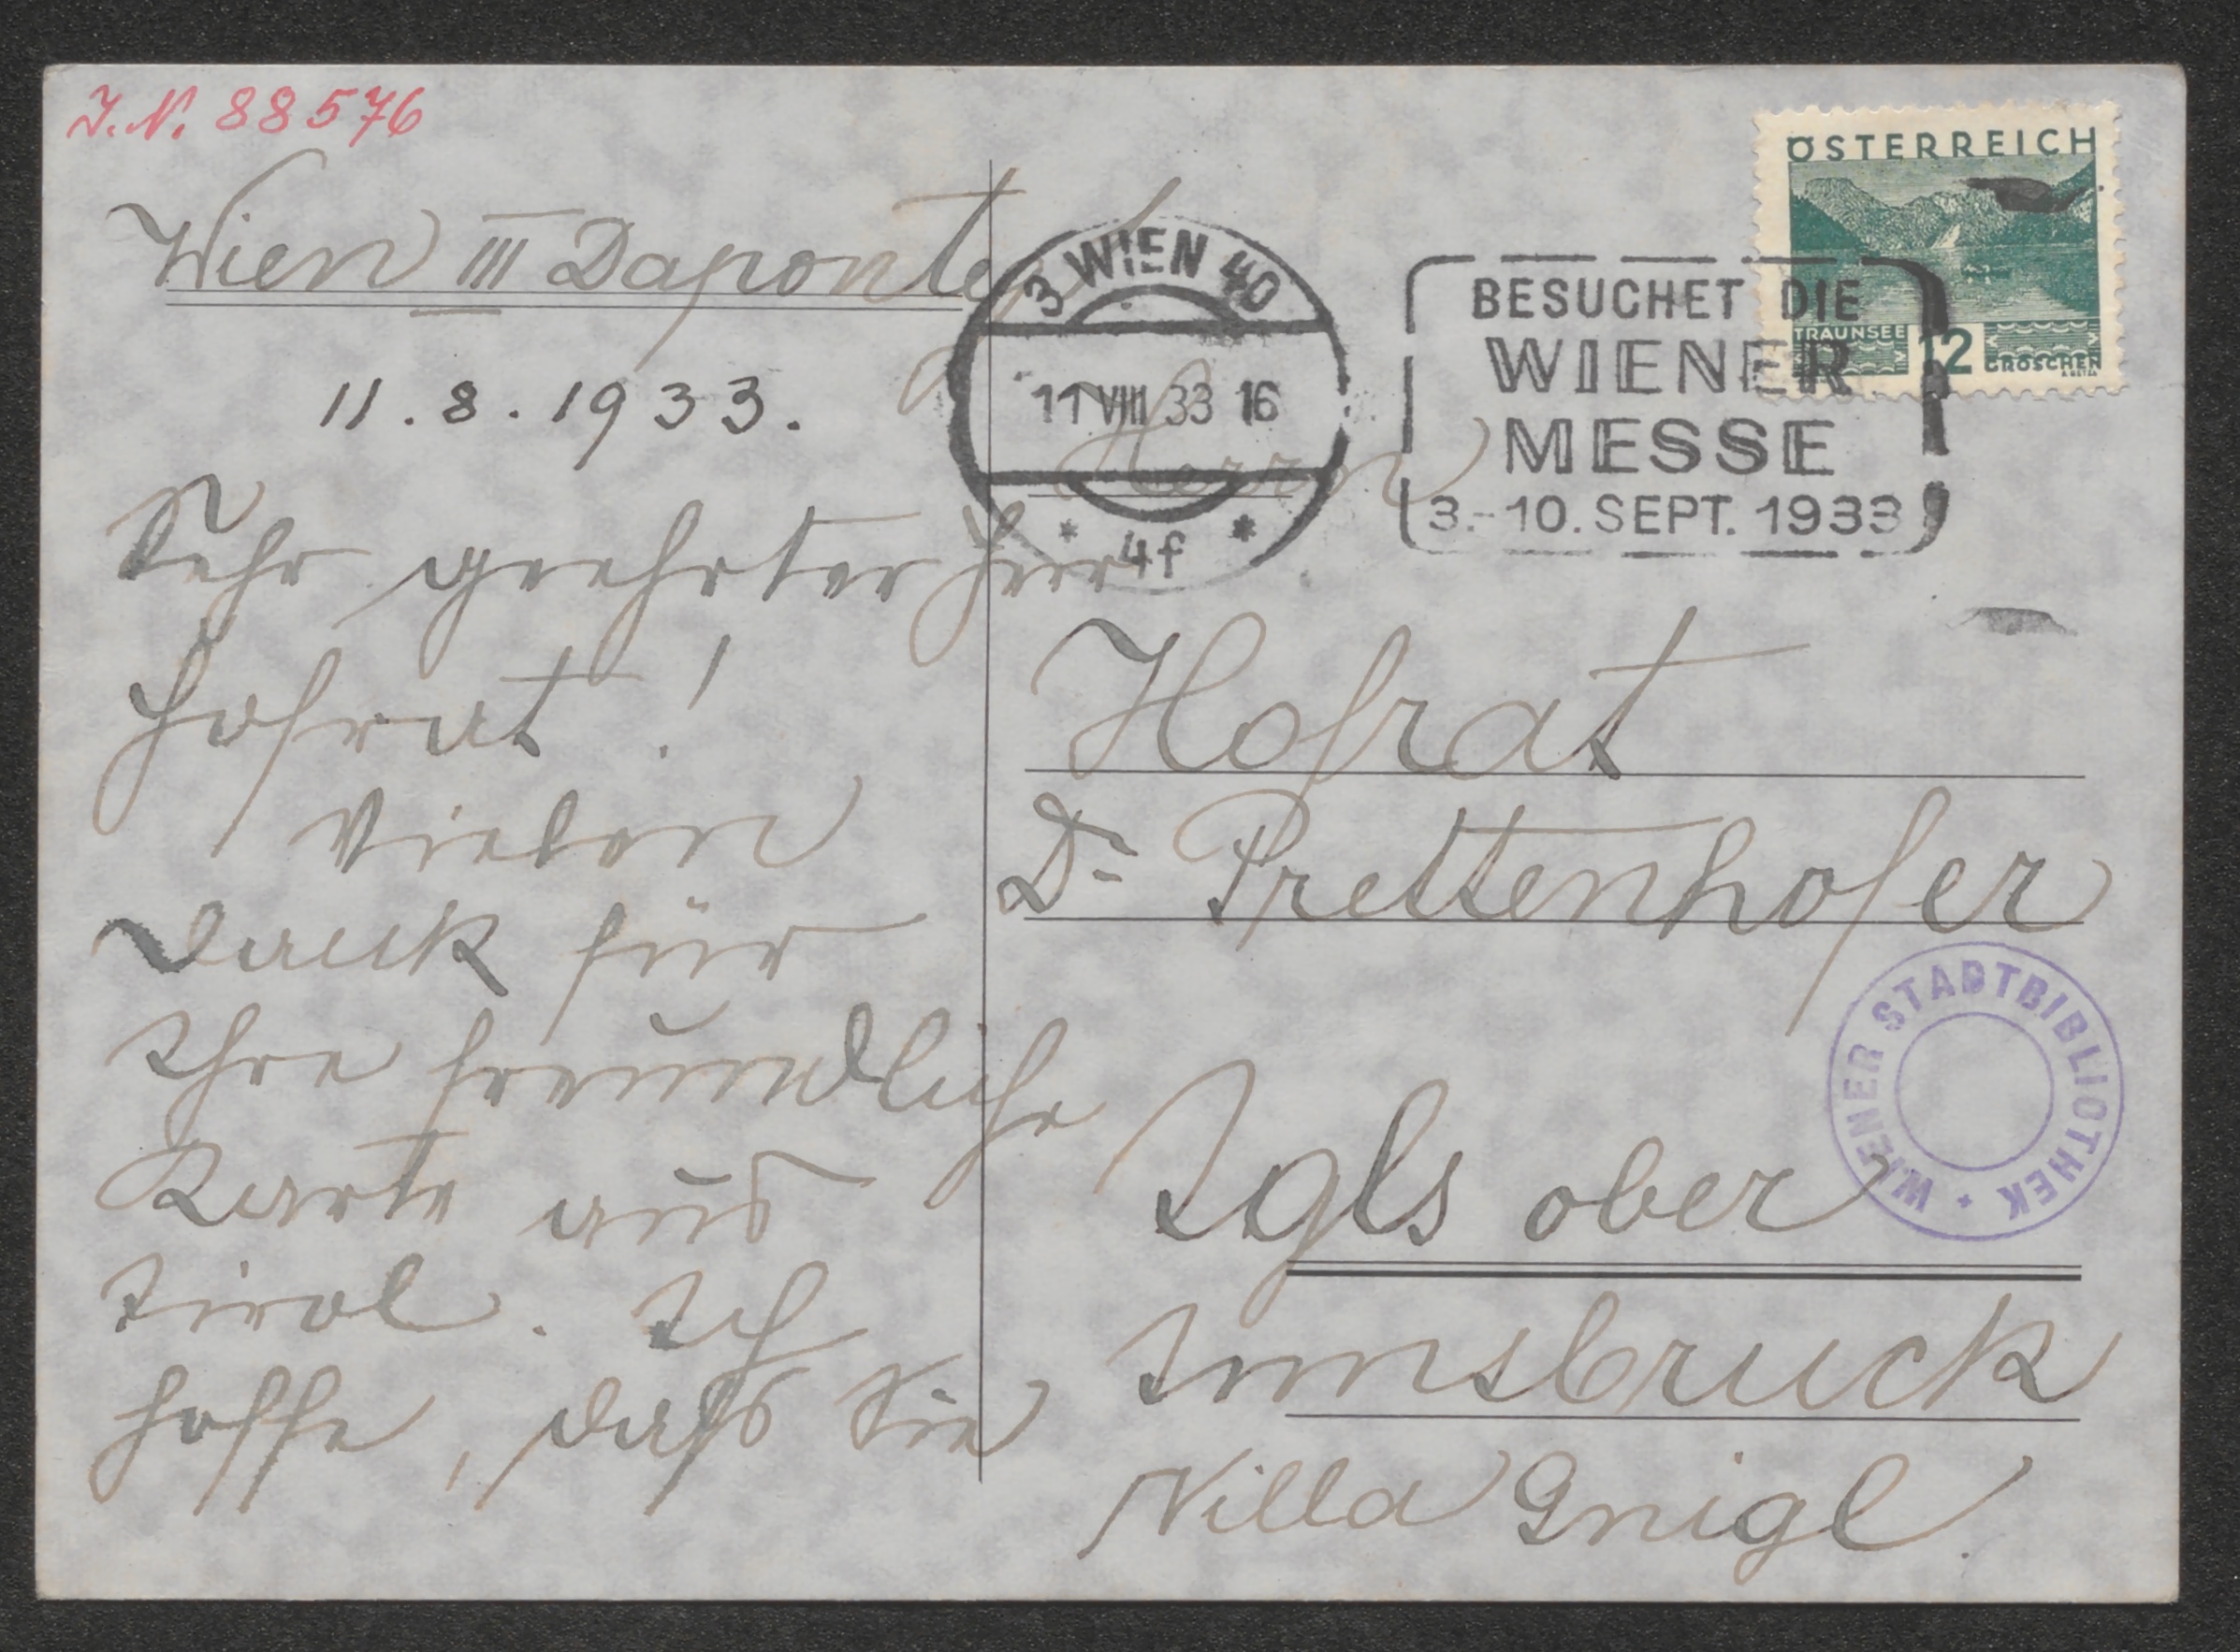 J.N. 88576
Wien III Daponteg
11.8.1933.
Sehr geehrter Herr
Hofrat!
Vielen
Dank für
Ihre freundliche
Karte aus
Tirol. Ich
hoffe, daß Sie
3 WIEN 40
11 VIII 33 16
* 4f *
BESUCHET DIE
WIENER
MESSE
3.-10. SEPT. 1933
ÖSTERREICH
TRAUNSEE 12 GROSCHEN
Herrn
Hofrat
Dr Prettenhofer
Igls ober
Innsbruck
Villa Gnigl
WIENER STADTBIBLIOTHEK *